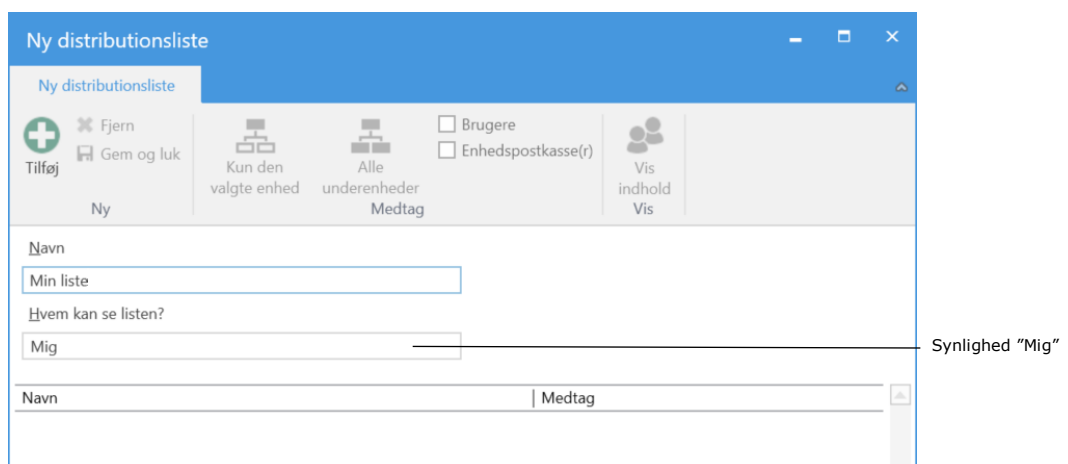 Ny distributionsliste
Ny distributionsliste
Tilføj
Fjern
Gem og luk
Ny
Kun den
valgte enhed
Alle
underenheder
Brugere
Enhedspostkasse(r)
Medtag
Vis
indhold
Vis
Navn
Min liste
Hvem kan se listen?
Mig
Synlighed ”Mig”
Navn
Medtag